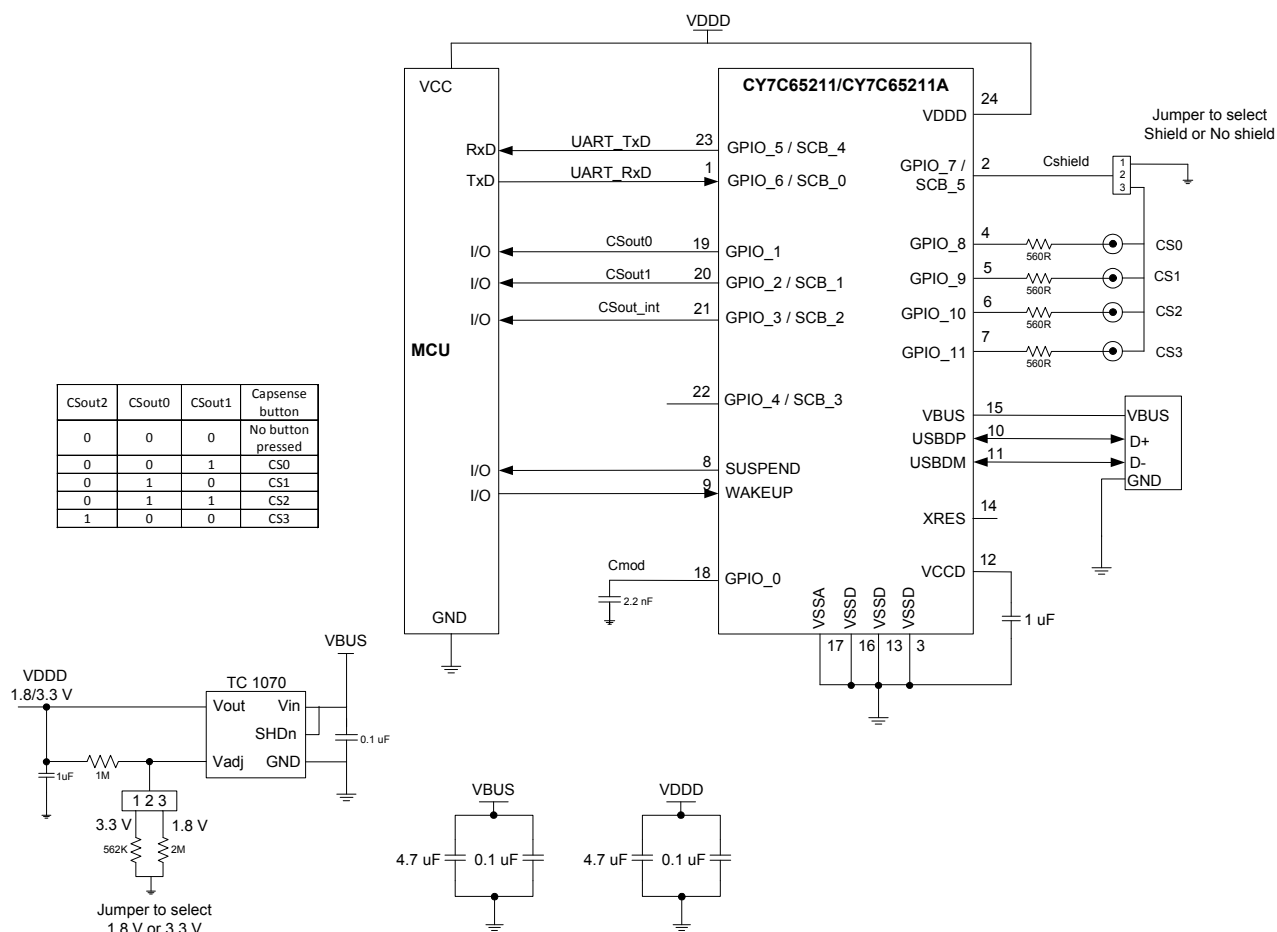 VDDD
VCC
CY7C65211/CY7C65211A
24
VDDD
Jumper to select
Shield or No shield
RxD
UART_TxD
23
GPIO_5 / SCB_4
TxD
UART_RxD
1
GPIO_6 / SCB_0
GPIO_7 /
SCB_5
2
Cshield
1
2
3
I/O
CSout0
19
GPIO_1
I/O
CSout1
20
GPIO_2 / SCB_1
I/O
CSout_int
21
GPIO_3 / SCB_2
GPIO_8
4
560R
CS0
GPIO_9
5
560R
CS1
GPIO_10
6
560R
CS2
GPIO_11
7
560R
CS3
MCU
22
GPIO_4 / SCB_3
VBUS
15
VBUS
USBDP
10
D+
USBDM
11
D-
GND
I/O
8
SUSPEND
I/O
9
WAKEUP
XRES
14
VCCD
12
1 uF
Cmod
18
GPIO_0
2.2 nF
VSSA
VSSD
VSSD
VSSD
17
16
13
3
GND
CSout2 CSout0 CSout1 Capsense
button
0 0 0 No button
pressed
0 0 1 CS0
0 1 0 CS1
0 1 1 CS2
1 0 0 CS3
VBUS
VDDD
1.8/3.3 V
TC 1070
Vout
Vin
SHDn
Vadj
GND
0.1 uF
1uF
1M
1 2 3
3.3 V
1.8 V
562K
2M
Jumper to select
1.8 V or 3.3 V
VBUS
4.7 uF
0.1 uF
VDDD
4.7 uF
0.1 uF